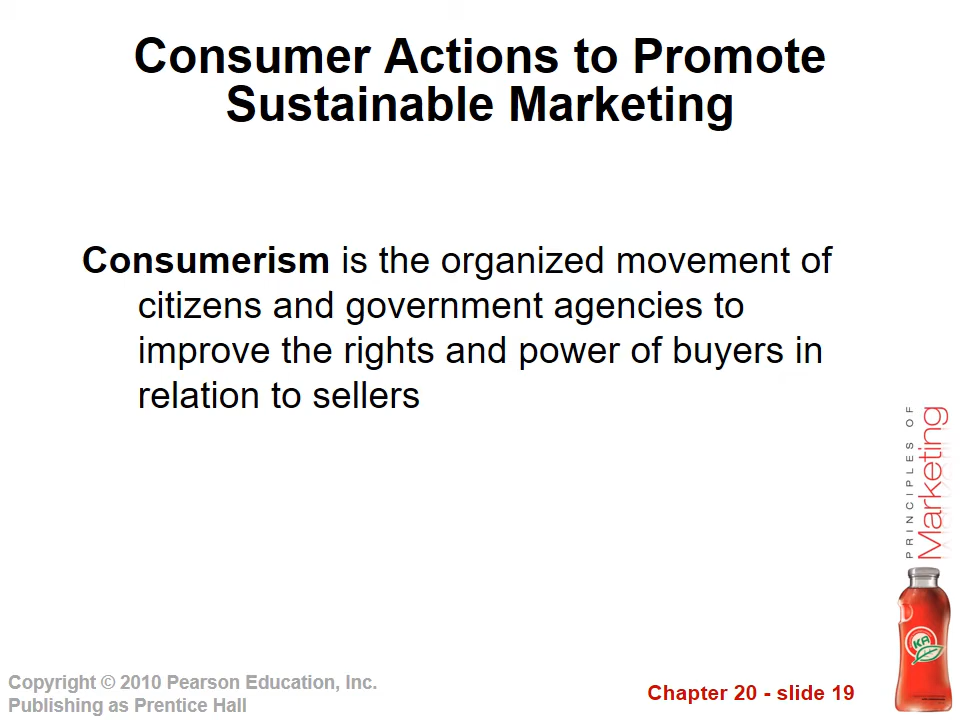 Consumer Actions to Promote
Sustainable Marketing
Consumerism is the organized movement of
citizens and government agencies to
improve the rights and power of buyers in
relation to sellers
PRINCIPLES OF
Marketing
KR
Copyright © 2010 Pearson Education, Inc.
Publishing as Prentice Hall
Chapter 20 - slide 19